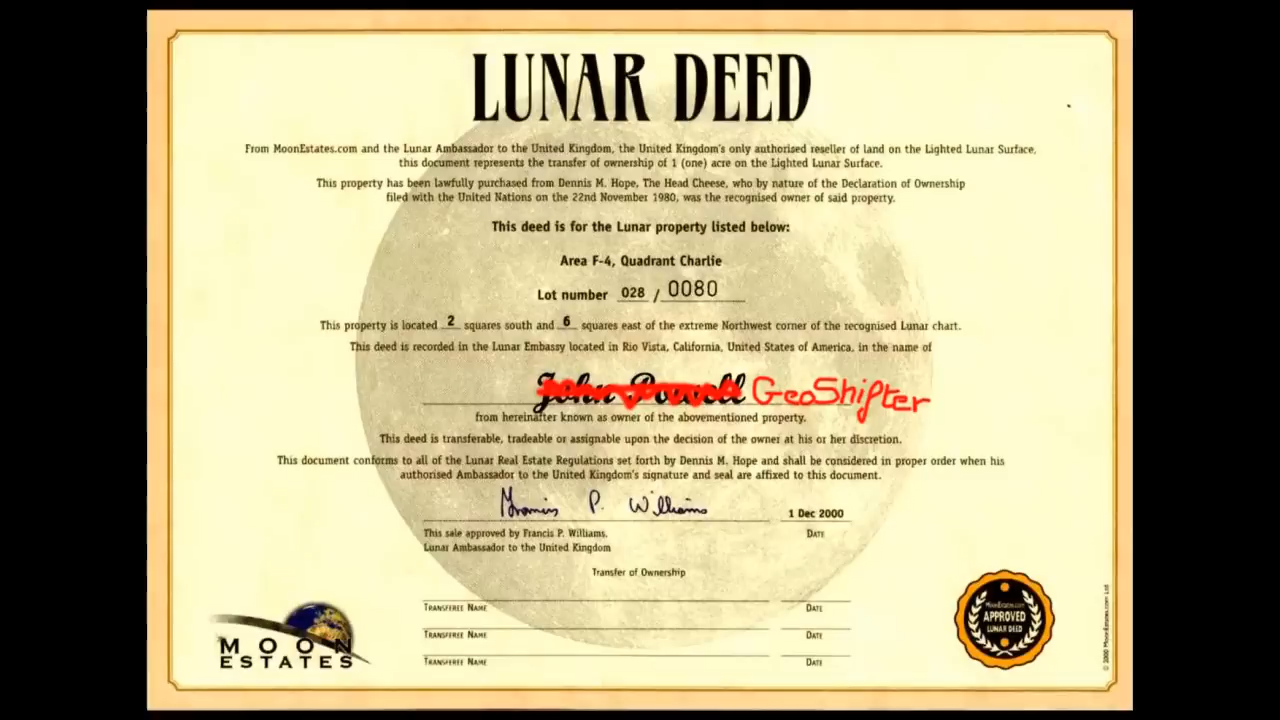 LUNAR DEED
From MoonEstates.com and the Lunar Ambassador to the United Kingdom, the United Kingdom's only authorised reseller of land on the Lighted Lunar Surface,
this document represents the transfer of ownership of 1 (one) acre on the Lighted Lunar Surface.
This property has been lawfully purchased from Dennis M. Hope, The Head Cheese, who by nature of the Declaration of Ownership
filed with the United Nations on the 22nd November 1980, was the recognised owner of said property.
This deed is for the Lunar property listed below:
Area F-4, Quadrant Charlie
Lot number 028 / 0080
This property is located 2 squares south and 6 squares east of the extreme Northwest corner of the recognised Lunar chart.
This deed is recorded in the Lunar Embassy located in Rio Vista, California, United States of America, in the name of
John GeoShifter
from hereinafter known as owner of the abovementioned property.
This deed is transferable, tradeable or assignable upon the decision of the owner at his or her discretion.
This document conforms to all of the Lunar Real Estate Regulations set forth by Dennis M. Hope and shall be considered in proper order when his
authorised Ambassador to the United Kingdom's signature and seal are affixed to this document.
Francis P. Williams 1 Dec 2000
This sale approved by Francis P. Williams, DATE
Lunar Ambassador to the United Kingdom
Transfer of Ownership
TRANSFEREE NAME DATE
TRANSFEREE NAME DATE
TRANSFEREE NAME DATE
MOON
ESTATES
MoonEstates.com
APPROVED
LUNAR DEED
© 2000 MoonEstates.com Ltd